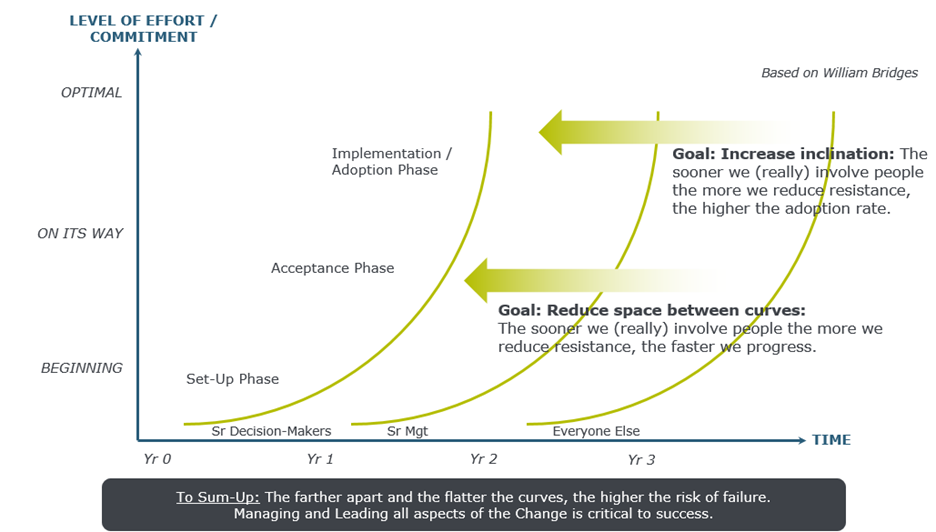 LEVEL OF EFFORT /
COMMITMENT
Based on William Bridges
OPTIMAL
Implementation /
Adoption Phase
Goal: Increase inclination: The
sooner we (really) involve people
the more we reduce resistance,
the higher the adoption rate.
ON ITS WAY
Acceptance Phase
Goal: Reduce space between curves:
The sooner we (really) involve people the more we
reduce resistance, the faster we progress.
BEGINNING
Set-Up Phase
Sr Decision-Makers
Sr Mgt
Everyone Else
TIME
Yr 0
Yr 1
Yr 2
Yr 3
To Sum-Up: The farther apart and the flatter the curves, the higher the risk of failure.
Managing and Leading all aspects of the Change is critical to success.